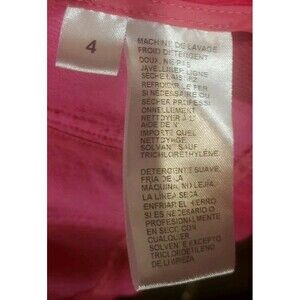 4
MACHINE DE LAVAGE
FROID DETERGENT
DOUX, NE PAS
JAVELLISER LIGNE
SECHE LAISSEZ
REFROIDIR LE FER
SI NECESSAIRE OU
SECHE PROFESSI
ONNELLEMENT
NETTOYER A L'
AIDE DE N'
IMPORTE QUEL
NETTOYAGE
SOLVANT SAUF
TRICHLORETHYLENE.
DETERGENTE SUAVE,
FRIA DE LA
MAQUINA, NO LEJIA,
LA LINEA SECA,
ENFRIAR EL HIERRO
SI ES NECESARIO
PROFESIONALMENTE
EN SECO CON
CUALQUIER
SOLVENTE EXCEPTO
TRICLOROETILENO
DE LIMPIEZA